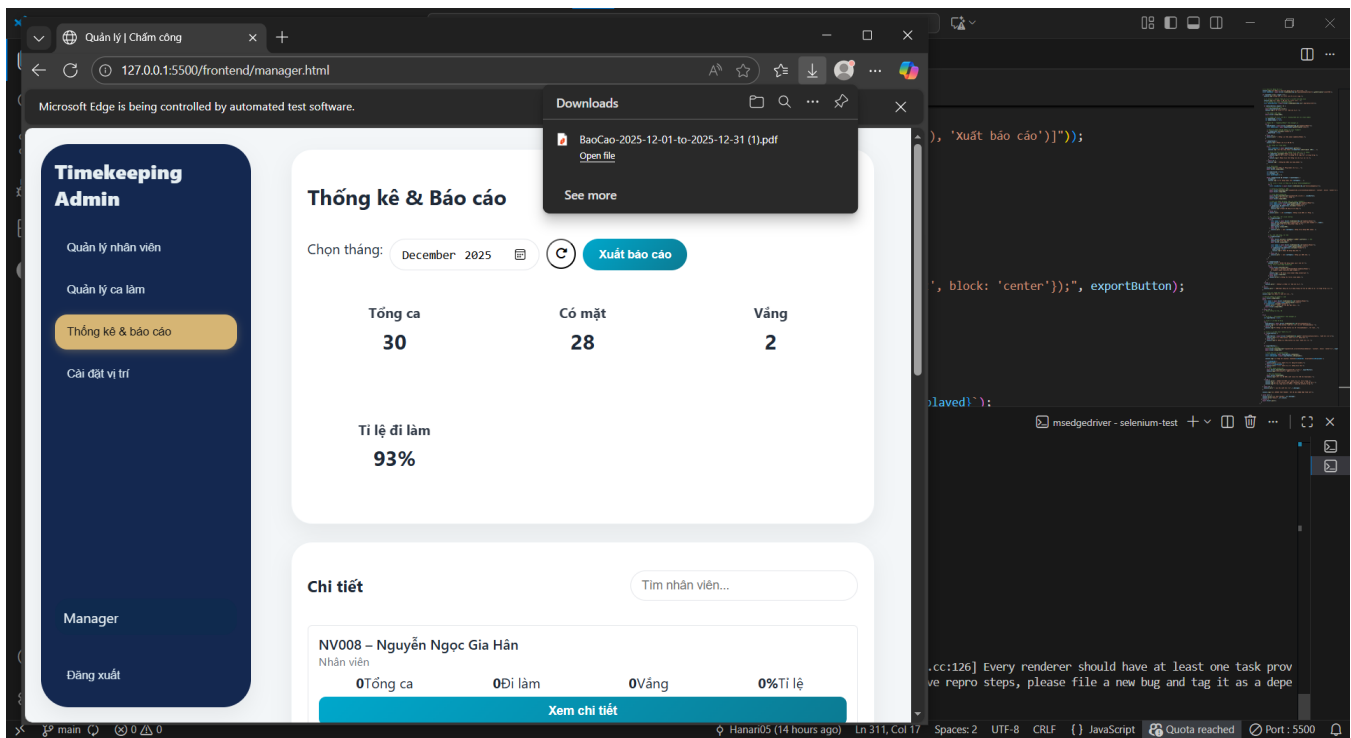 Quản lý | Chấm công
127.0.0.1:5500/frontend/manager.html
Microsoft Edge is being controlled by automated test software.
Downloads
BaoCao-2025-12-01-to-2025-12-31 (1).pdf
Open file
See more
Timekeeping
Admin
Quản lý nhân viên
Quản lý ca làm
Thống kê & báo cáo
Cài đặt vị trí
Manager
Đăng xuất
Thống kê & Báo cáo
Chọn tháng:
December 2025
Xuất báo cáo
Tổng ca
30
Có mặt
28
Vắng
2
Tỉ lệ đi làm
93%
Chi tiết
Tìm nhân viên...
NV008 – Nguyễn Ngọc Gia Hân
Nhân viên
0Tổng ca
0Đi làm
0Vắng
0%Tỉ lệ
Xem chi tiết
), 'Xuất báo cáo')]"));
', block: 'center'});", exportButton);
played}`);
msedgedriver - selenium-test
.cc:126] Every renderer should have at least one task prov
ve repro steps, please file a new bug and tag it as a depe
main
0
0
Hanari05 (14 hours ago)
Ln 311, Col 17
Spaces: 2
UTF-8
CRLF
{ } JavaScript
Quota reached
Port : 5500